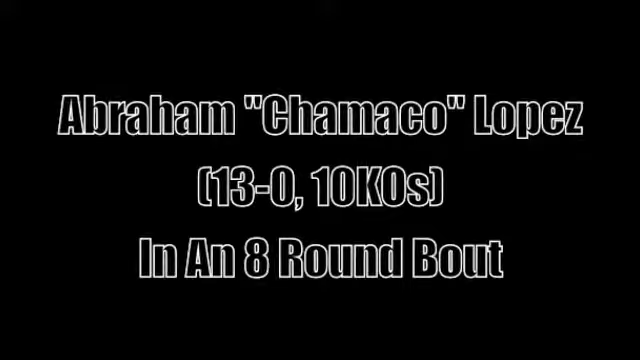 Abraham "Chamaco" Lopez
(13-0, 10KOs)
In An 8 Round Bout